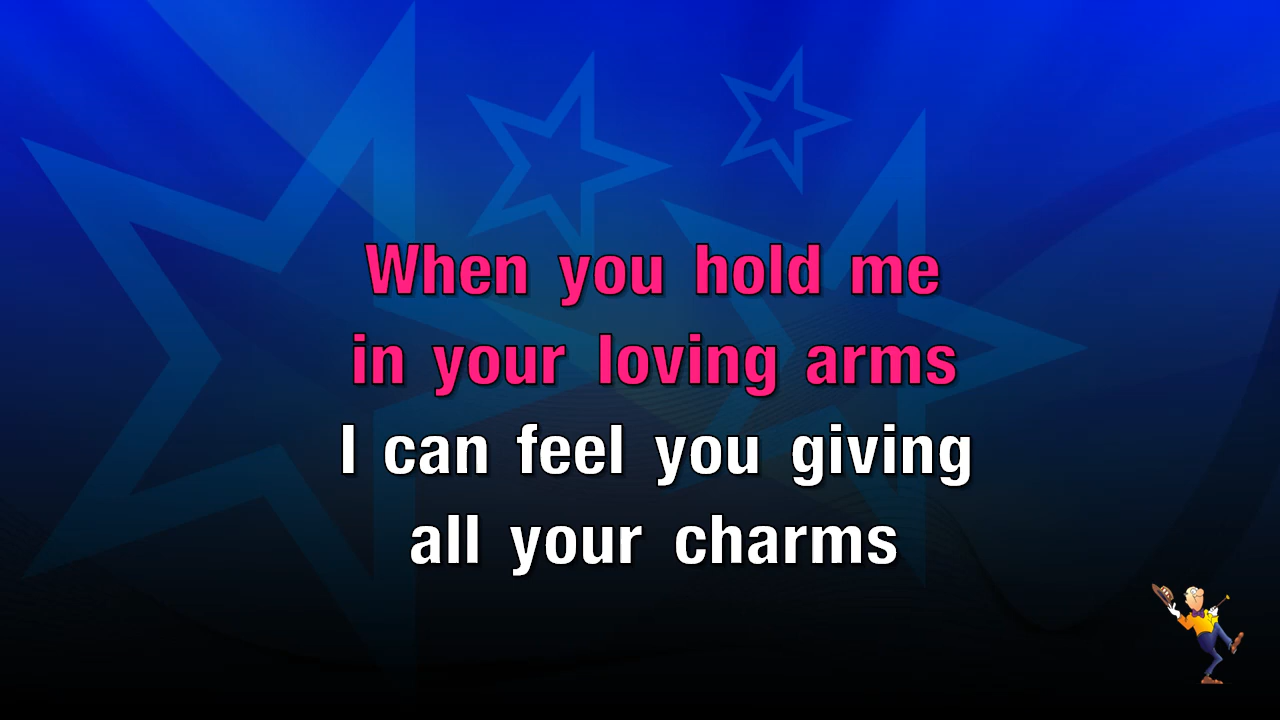 When you hold me
in your loving arms
I can feel you giving
all your charms